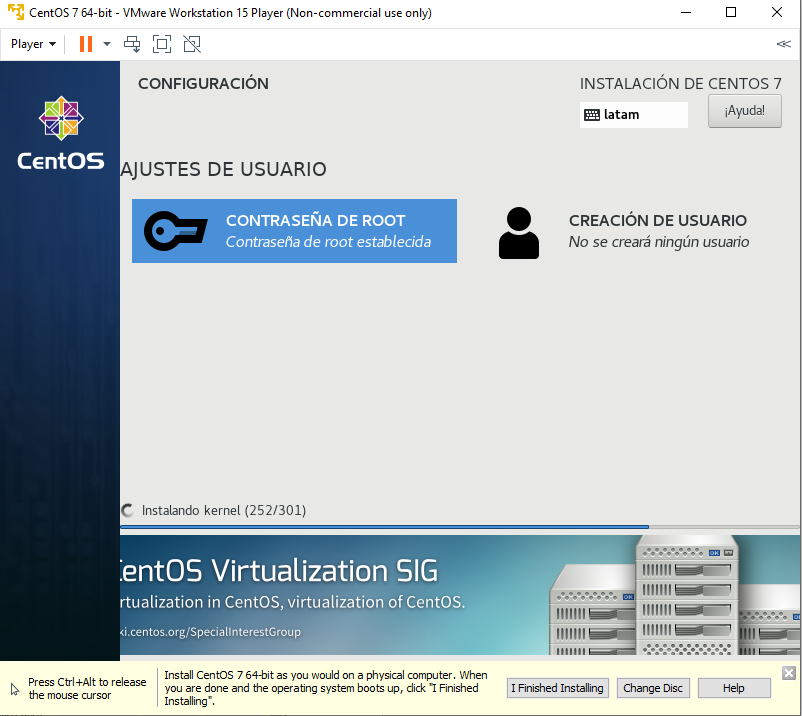 CentOS 7 64-bit - VMware Workstation 15 Player (Non-commercial use only)
Player
CentOS
CONFIGURACIÓN
INSTALACIÓN DE CENTOS 7
latam
¡Ayuda!
AJUSTES DE USUARIO
CONTRASEÑA DE ROOT
Contraseña de root establecida
CREACIÓN DE USUARIO
No se creará ningún usuario
Instalando kernel (252/301)
CentOS Virtualization SIG
rtualization in CentOS, virtualization of CentOS.
ki.centos.org/SpecialInterestGroup
OK
OK
OK
Press Ctrl+Alt to release
the mouse cursor
Install CentOS 7 64-bit as you would on a physical computer. When
you are done and the operating system boots up, click "I Finished
Installing".
I Finished Installing
Change Disc
Help